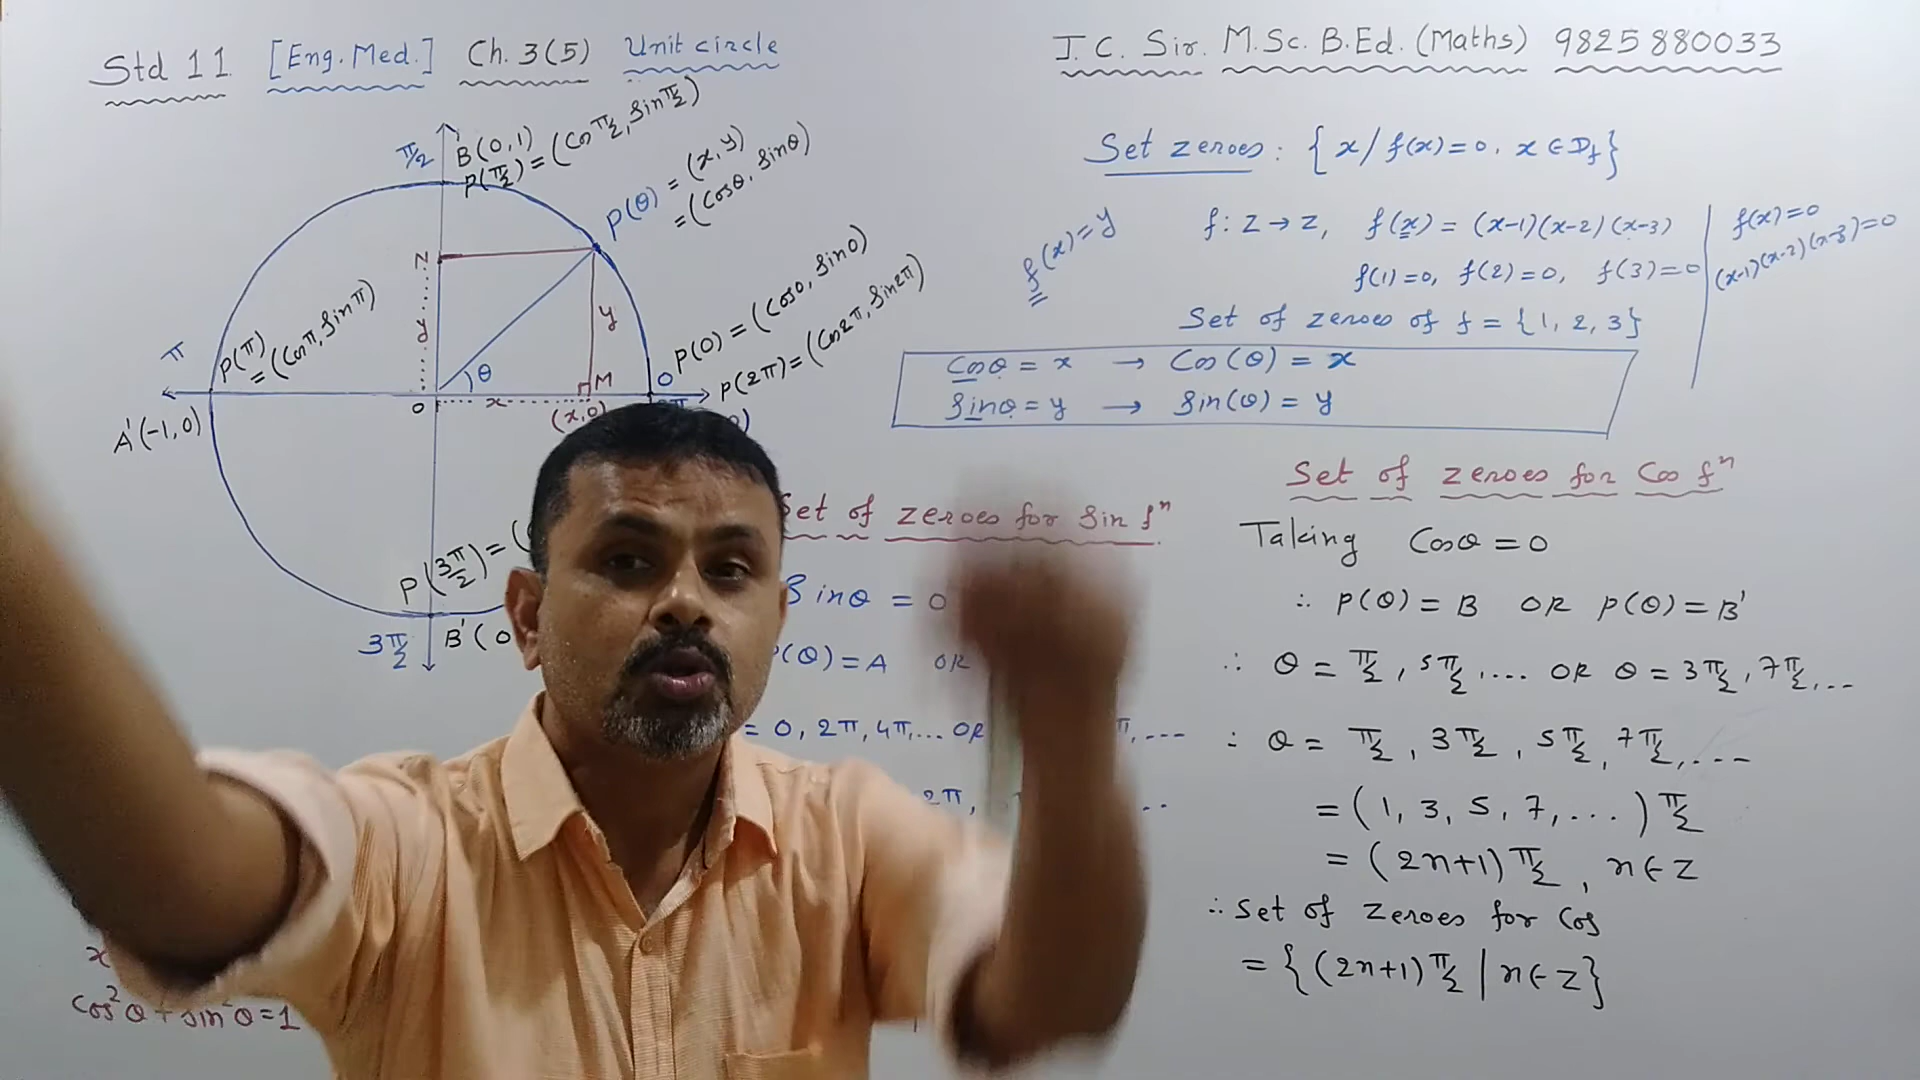 Std 11. [Eng. Med.] Ch. 3(5) Unit circle
J. C. Sir. M.Sc. B.Ed. (Maths) 9825880033
π/2 B(0,1)
P(π/2) = (Cos π/2, Sin π/2)
P(θ) = (x, y)
= (Cosθ, Sinθ)
N
y
y
π
P(π)
= (Cosπ, Sinπ)
θ
M
O
x
(x,0)
0
P(0) = (Cos0, Sin0)
P(2π) = (Cos2π, Sin2π)
A'(-1,0)
P(3π/2) = (
3π/2 B'(0
cos²θ + sin²θ = 1
Set zeroes: {x / f(x)=0, x ∈ Df}
f(x) = y
f: Z → Z, f(x) = (x-1)(x-2)(x-3)
f(1)=0, f(2)=0, f(3)=0
f(x)=0
(x-1)(x-2)(x-3)=0
Set of zeroes of f = {1, 2, 3}
Cosθ = x → Cos(θ) = x
Sinθ = y → Sin(θ) = y
Set of zeroes for Sin fⁿ
Sinθ = 0
P(θ) = A OR
= 0, 2π, 4π, ... OR π, ---
2π,
Set of zeroes for Cos fⁿ
Taking Cosθ = 0
∴ P(θ) = B OR P(θ) = B'
∴ θ = π/2, 5π/2, .... OR θ = 3π/2, 7π/2, ...
∴ θ = π/2, 3π/2, 5π/2, 7π/2, ---
= (1, 3, 5, 7, ....) π/2
= (2n+1) π/2, n ∈ Z
∴ Set of zeroes for Cos
= {(2n+1) π/2 | n ∈ Z}